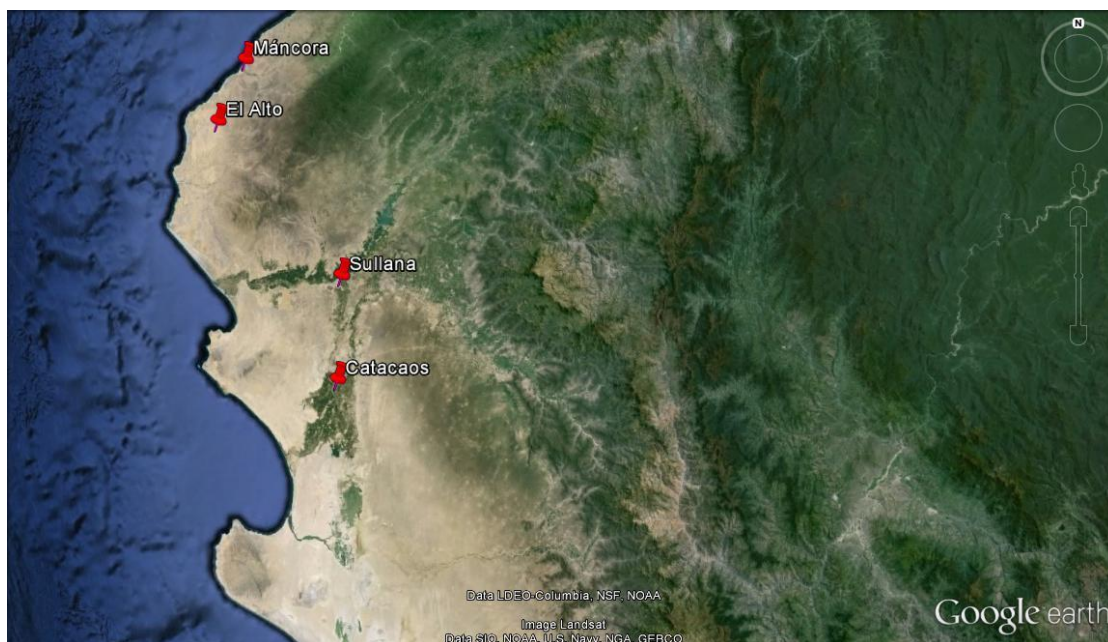 N
Máncora
El Alto
Sullana
Catacaos
Data LDEO-Columbia, NSF, NOAA
Image Landsat
Data SIO, NOAA, U.S. Navy, NGA, GEBCO
Google earth